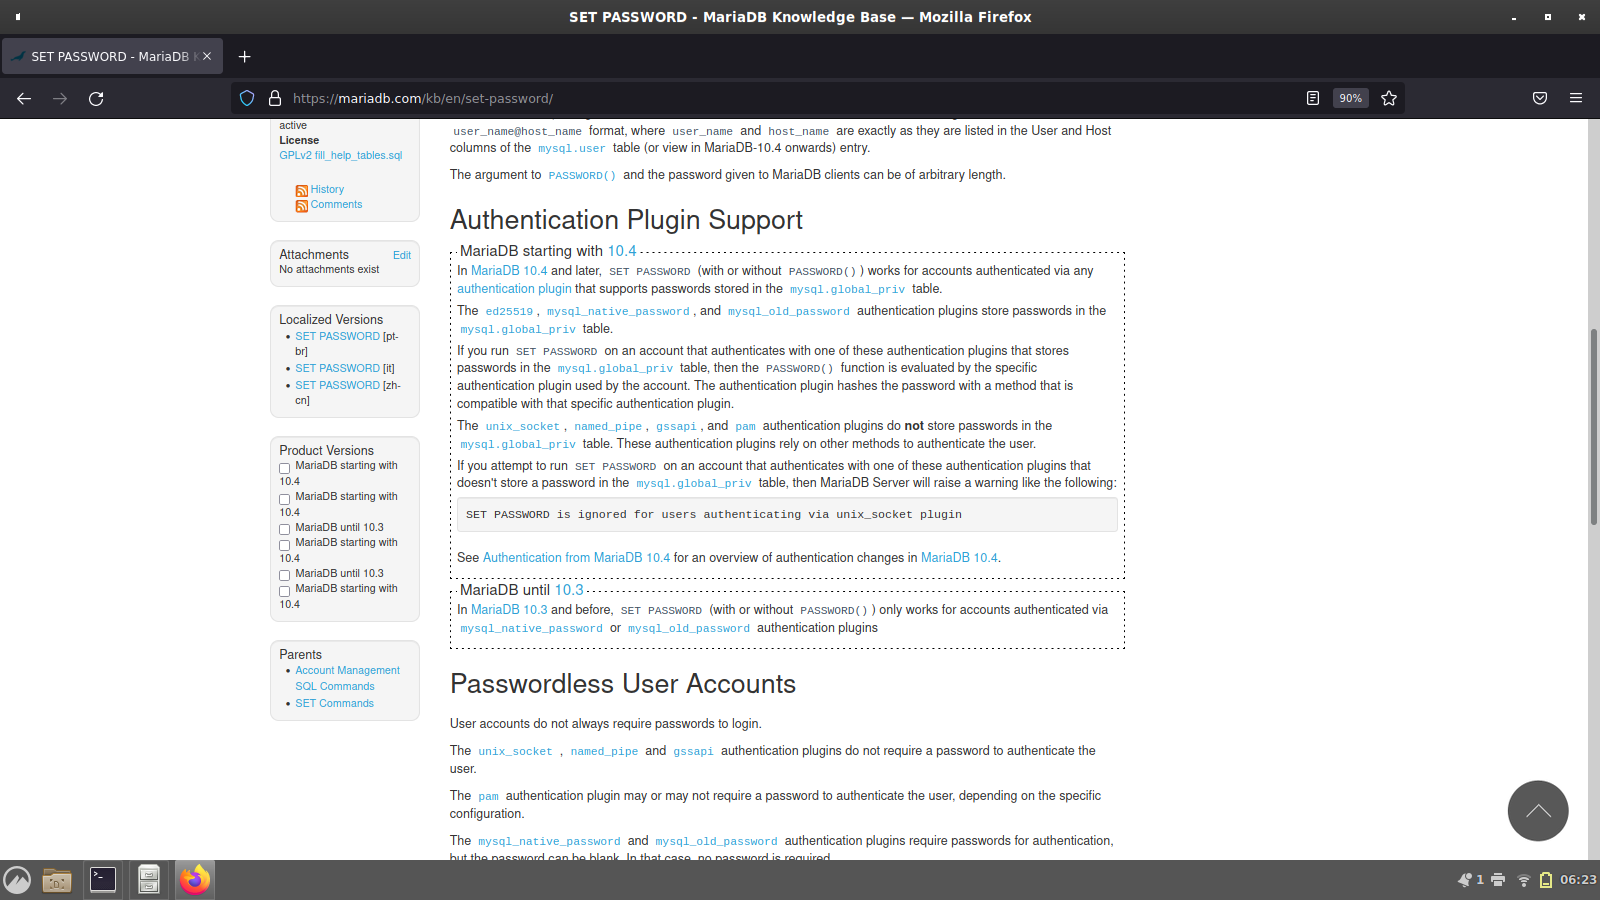 SET PASSWORD - MariaDB Knowledge Base — Mozilla Firefox
SET PASSWORD - MariaDB K
https://mariadb.com/kb/en/set-password/
90%
active
License
GPLv2 fill_help_tables.sql
History
Comments
Attachments Edit
No attachments exist
Localized Versions
SET PASSWORD [pt-
br]
SET PASSWORD [it]
SET PASSWORD [zh-
cn]
Product Versions
MariaDB starting with
10.4
MariaDB starting with
10.4
MariaDB until 10.3
MariaDB starting with
10.4
MariaDB until 10.3
MariaDB starting with
10.4
Parents
Account Management
SQL Commands
SET Commands
user_name@host_name format, where user_name and host_name are exactly as they are listed in the User and Host
columns of the mysql.user table (or view in MariaDB-10.4 onwards) entry.
The argument to PASSWORD() and the password given to MariaDB clients can be of arbitrary length.
Authentication Plugin Support
MariaDB starting with 10.4
In MariaDB 10.4 and later, SET PASSWORD (with or without PASSWORD()) works for accounts authenticated via any
authentication plugin that supports passwords stored in the mysql.global_priv table.
The ed25519, mysql_native_password, and mysql_old_password authentication plugins store passwords in the
mysql.global_priv table.
If you run SET PASSWORD on an account that authenticates with one of these authentication plugins that stores
passwords in the mysql.global_priv table, then the PASSWORD() function is evaluated by the specific
authentication plugin used by the account. The authentication plugin hashes the password with a method that is
compatible with that specific authentication plugin.
The unix_socket, named_pipe, gssapi, and pam authentication plugins do not store passwords in the
mysql.global_priv table. These authentication plugins rely on other methods to authenticate the user.
If you attempt to run SET PASSWORD on an account that authenticates with one of these authentication plugins that
doesn't store a password in the mysql.global_priv table, then MariaDB Server will raise a warning like the following:
SET PASSWORD is ignored for users authenticating via unix_socket plugin
See Authentication from MariaDB 10.4 for an overview of authentication changes in MariaDB 10.4.
MariaDB until 10.3
In MariaDB 10.3 and before, SET PASSWORD (with or without PASSWORD()) only works for accounts authenticated via
mysql_native_password or mysql_old_password authentication plugins
Passwordless User Accounts
User accounts do not always require passwords to login.
The unix_socket , named_pipe and gssapi authentication plugins do not require a password to authenticate the
user.
The pam authentication plugin may or may not require a password to authenticate the user, depending on the specific
configuration.
The mysql_native_password and mysql_old_password authentication plugins require passwords for authentication,
but the password can be blank. In that case, no password is required.
1
06:23